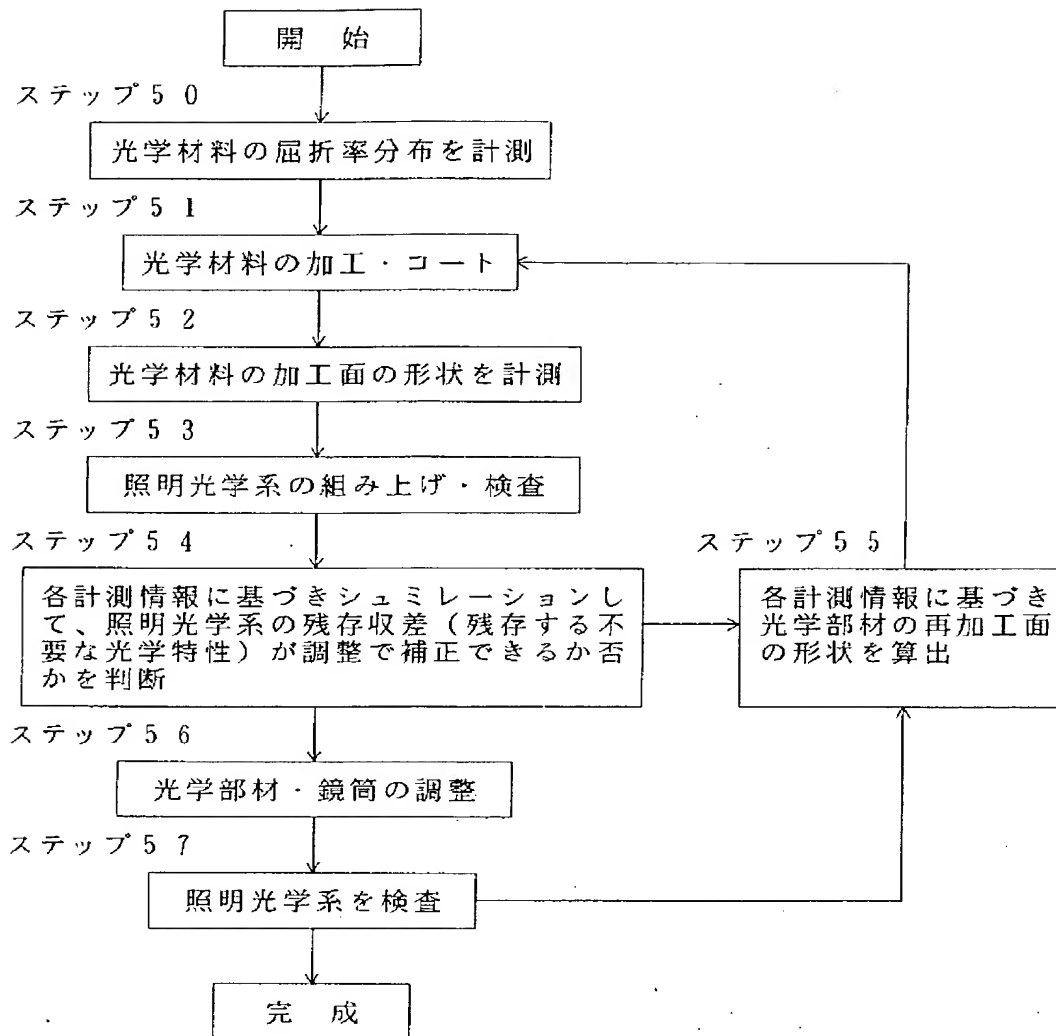 開 始
ステップ５０
光学材料の屈折率分布を計測
ステップ５１
光学材料の加工・コート
ステップ５２
光学材料の加工面の形状を計測
ステップ５３
照明光学系の組み上げ・検査
ステップ５４
各計測情報に基づきシュミレーションし
て、照明光学系の残存収差（残存する不
要な光学特性）が調整で補正できるか否
かを判断
ステップ５５
各計測情報に基づき
光学部材の再加工面
の形状を算出
ステップ５６
光学部材・鏡筒の調整
ステップ５７
照明光学系を検査
完 成